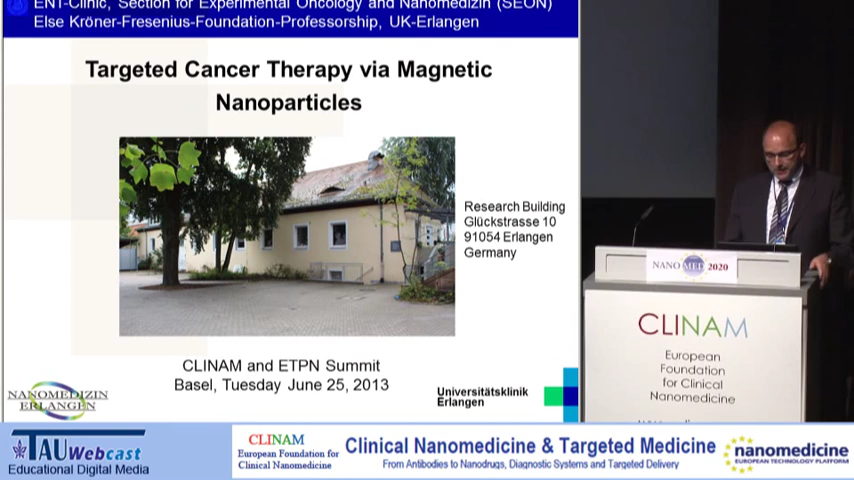 ENT-Clinic, Section for Experimental Oncology and Nanomedizin (SEON)
Else Kröner-Fresenius-Foundation-Professorship, UK-Erlangen
Targeted Cancer Therapy via Magnetic
Nanoparticles
Research Building
Glückstrasse 10
91054 Erlangen
Germany
CLINAM and ETPN Summit
Basel, Tuesday June 25, 2013
NANOMEDIZIN
ERLANGEN
Universitätsklinik
Erlangen
NANO MED 2020
CLINAM
European
Foundation
for Clinical
Nanomedicine
TAU Webcast
Educational Digital Media
CLINAM
European Foundation for
Clinical Nanomedicine
Clinical Nanomedicine & Targeted Medicine
From Antibodies to Nanodrugs, Diagnostic Systems and Targeted Delivery
nanomedicine
EUROPEAN TECHNOLOGY PLATFORM